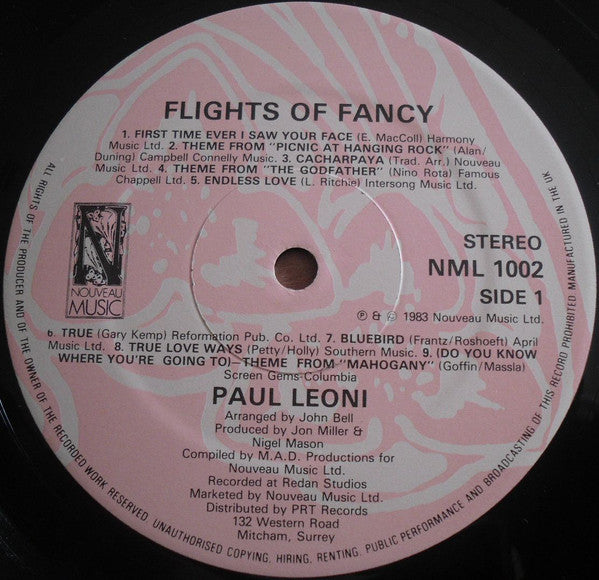 FLIGHTS OF FANCY
1. FIRST TIME EVER I SAW YOUR FACE (E. MacColl) Harmony
Music Ltd. 2. THEME FROM "PICNIC AT HANGING ROCK" (Alan/
Duning) Campbell Connelly Music. 3. CACHARPAYA (Trad. Arr.) Nouveau
Music Ltd. 4. THEME FROM "THE GODFATHER" (Nino Rota) Famous
Chappell Ltd. 5. ENDLESS LOVE (L. Ritchie) Intersong Music Ltd.
N
NOUVEAU
MUSIC
STEREO
NML 1002
SIDE 1
℗ & © 1983 Nouveau Music Ltd.
6. TRUE (Gary Kemp) Reformation Pub. Co. Ltd. 7. BLUEBIRD (Frantz/Roshoeft) April
Music Ltd. 8. TRUE LOVE WAYS (Petty/Holly) Southern Music. 9. (DO YOU KNOW
WHERE YOU'RE GOING TO)—THEME FROM "MAHOGANY" (Goffin/Massla)
Screen Gems-Columbia
PAUL LEONI
Arranged by John Bell
Produced by Jon Miller &
Nigel Mason
Compiled by M.A.D. Productions for
Nouveau Music Ltd.
Recorded at Redan Studios
Marketed by Nouveau Music Ltd.
Distributed by PRT Records
132 Western Road
Mitcham, Surrey
ALL RIGHTS OF THE PRODUCER AND OF THE OWNER OF THE RECORDED WORK RESERVED. UNAUTHORISED COPYING, HIRING, RENTING, PUBLIC PERFORMANCE AND BROADCASTING OF THIS RECORD PROHIBITED. MANUFACTURED IN THE UK